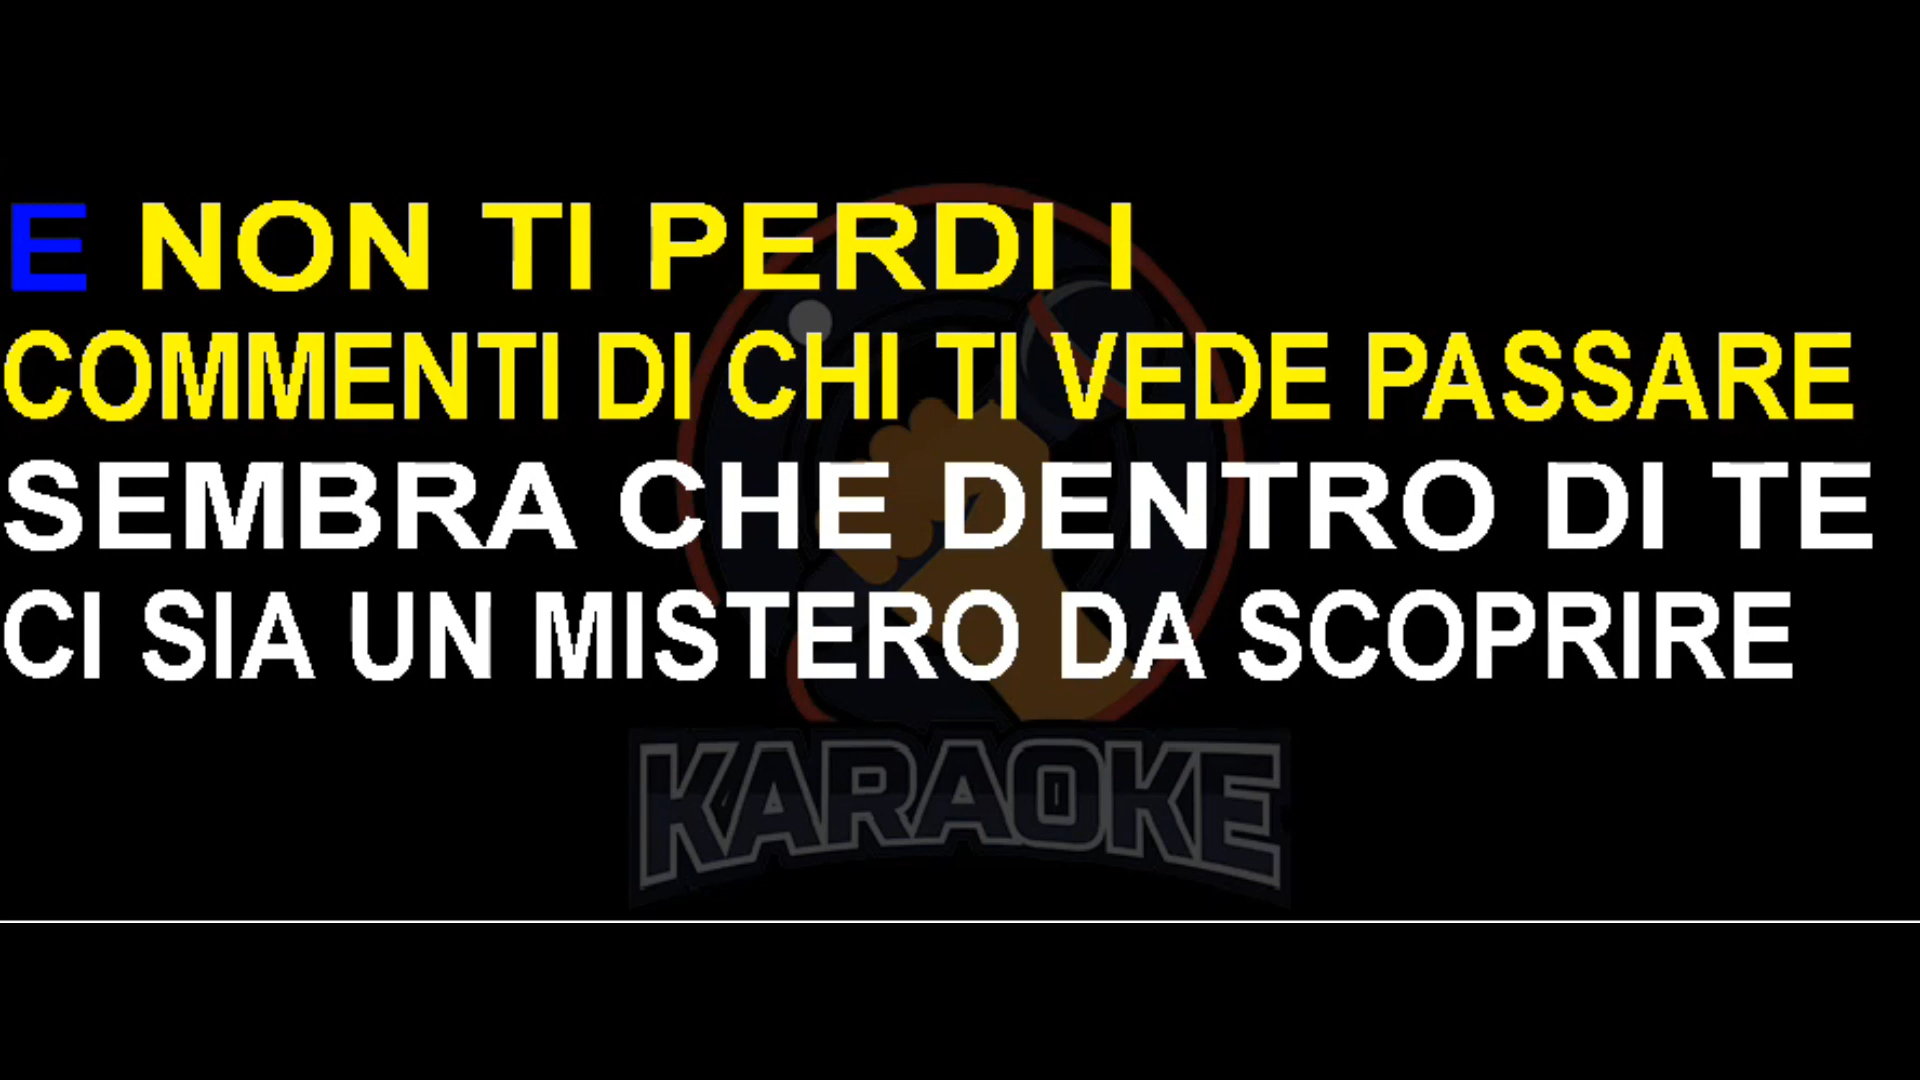 E NON TI PERDI I
COMMENTI DI CHI TI VEDE PASSARE
SEMBRA CHE DENTRO DI TE
CI SIA UN MISTERO DA SCOPRIRE
KARAOKE